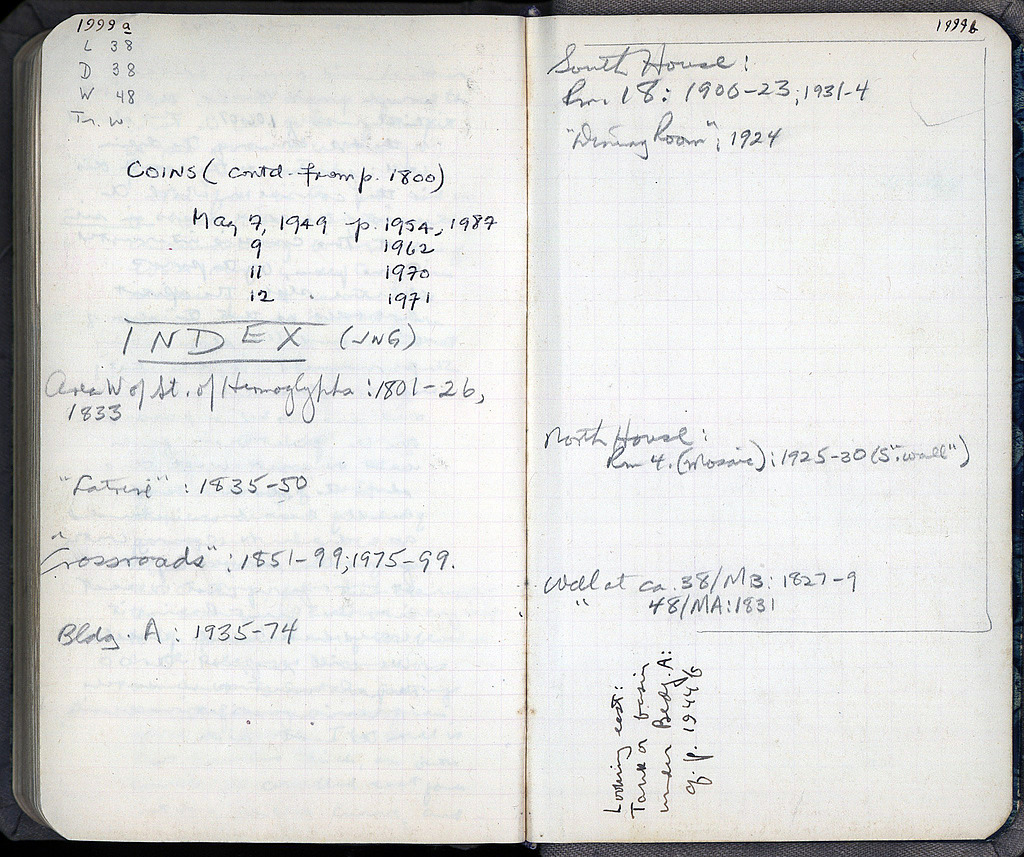 1999a
L 38
D 38
W 48
Tr. W
COINS (contd. from p. 1800)
May 7, 1949 p. 1954, 1987
9 1962
11 1970
12 1971
INDEX (JWG)
Area W of St. of Hermoglyphs : 1801-26,
1833
"Latrine" : 1835-50
"Crossroads" : 1851-99; 1975-99.
Bldg. A : 1935-74
1999b
South House :
Rm 18 : 1900-23, 1931-4
"Dining Room", 1924
North House :
Rm 4. (Mosaic) : 1925-30 (S. "wall")
Well at ca. 38/MB : 1827-9
" 48/MA : 1831
Looking east:
Tank or basin
under Bldg. A:
cf. p. 1944b